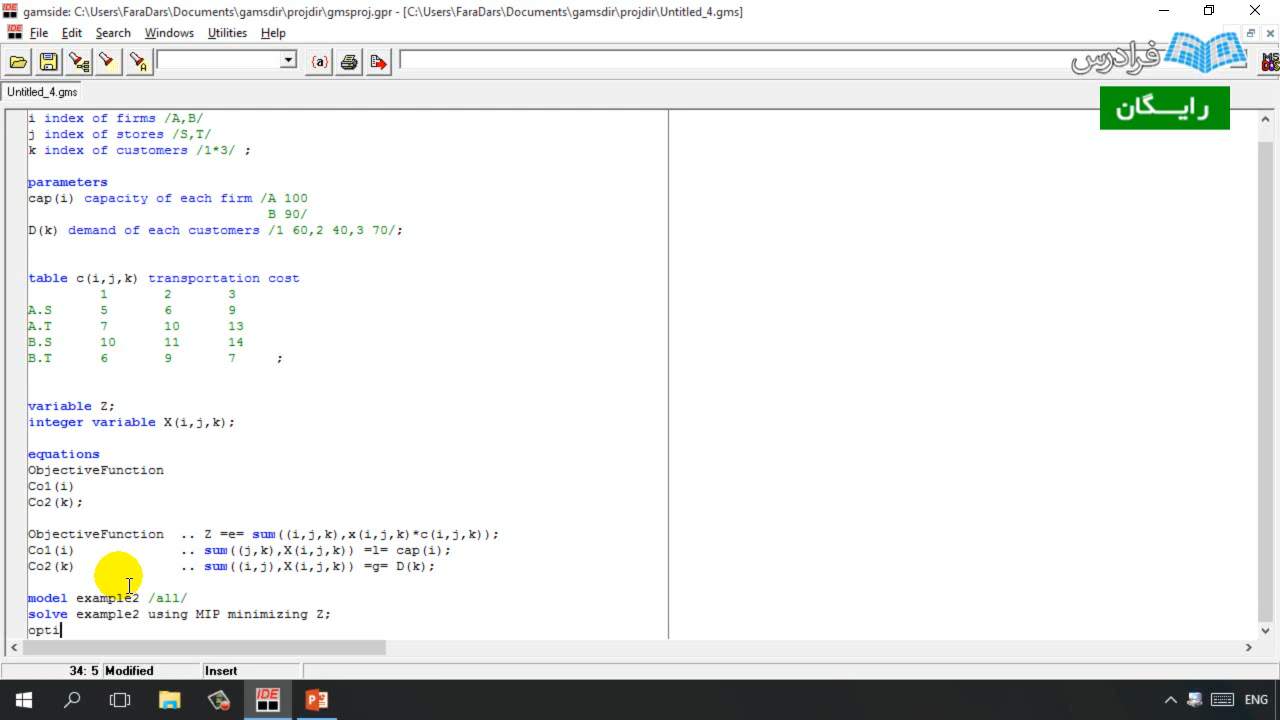 gamside: C:\Users\FaraDars\Documents\gamsdir\projdir\gmsproj.gpr - [C:\Users\FaraDars\Documents\gamsdir\projdir\Untitled_4.gms]
IDE File Edit Search Windows Utilities Help
{a}
فرادرس
Untitled_4.gms
رایگان
i index of firms /A,B/
j index of stores /S,T/
k index of customers /1*3/ ;
parameters
cap(i) capacity of each firm /A 100
B 90/
D(k) demand of each customers /1 60,2 40,3 70/;
table c(i,j,k) transportation cost
1 2 3
A.S 5 6 9
A.T 7 10 13
B.S 10 11 14
B.T 6 9 7 ;
variable Z;
integer variable X(i,j,k);
equations
ObjectiveFunction
Co1(i)
Co2(k);
ObjectiveFunction .. Z =e= sum((i,j,k),x(i,j,k)*c(i,j,k));
Co1(i) .. sum((j,k),X(i,j,k)) =l= cap(i);
Co2(k) .. sum((i,j),X(i,j,k)) =g= D(k);
model example2 /all/
solve example2 using MIP minimizing Z;
opti
34: 5 Modified Insert
IDE ENG